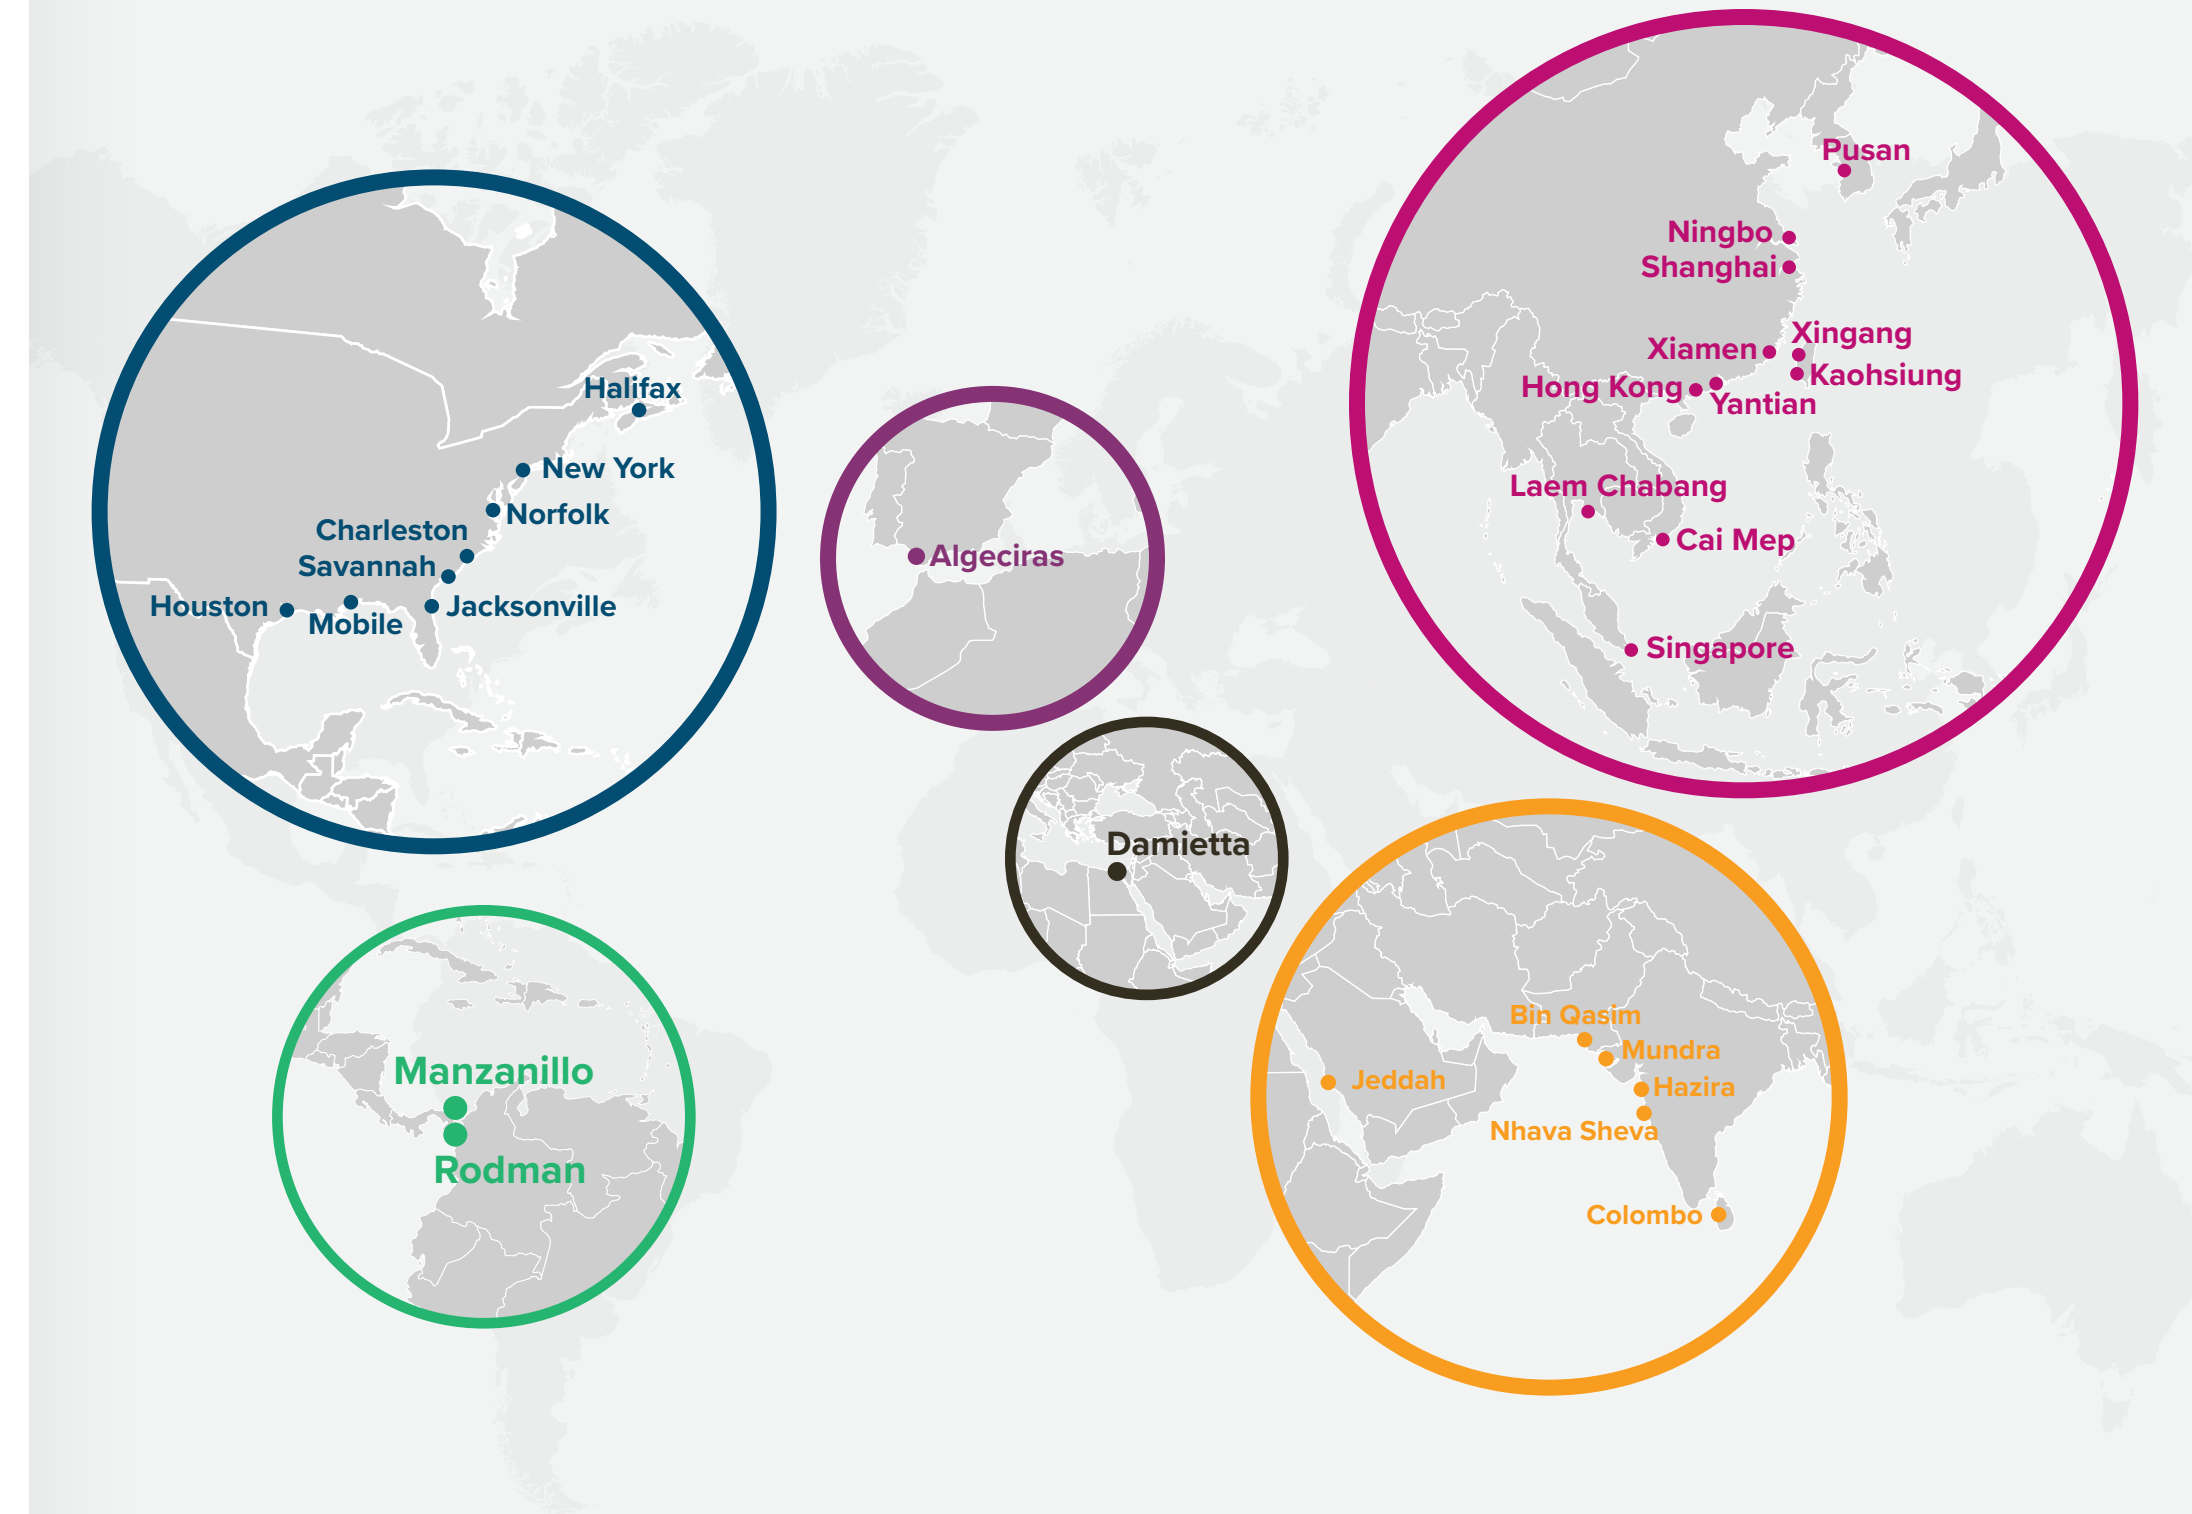 Halifax
New York
Norfolk
Charleston
Savannah
Houston
Mobile
Jacksonville
Algeciras
Pusan
Ningbo
Shanghai
Xingang
Xiamen
Kaohsiung
Hong Kong
Yantian
Laem Chabang
Cai Mep
Singapore
Damietta
Manzanillo
Rodman
Bin Qasim
Mundra
Jeddah
Hazira
Nhava Sheva
Colombo